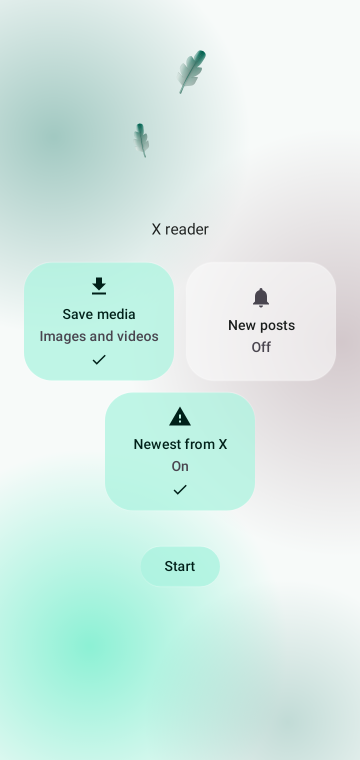 X reader
Save media
Images and videos
New posts
Off
Newest from X
On
Start